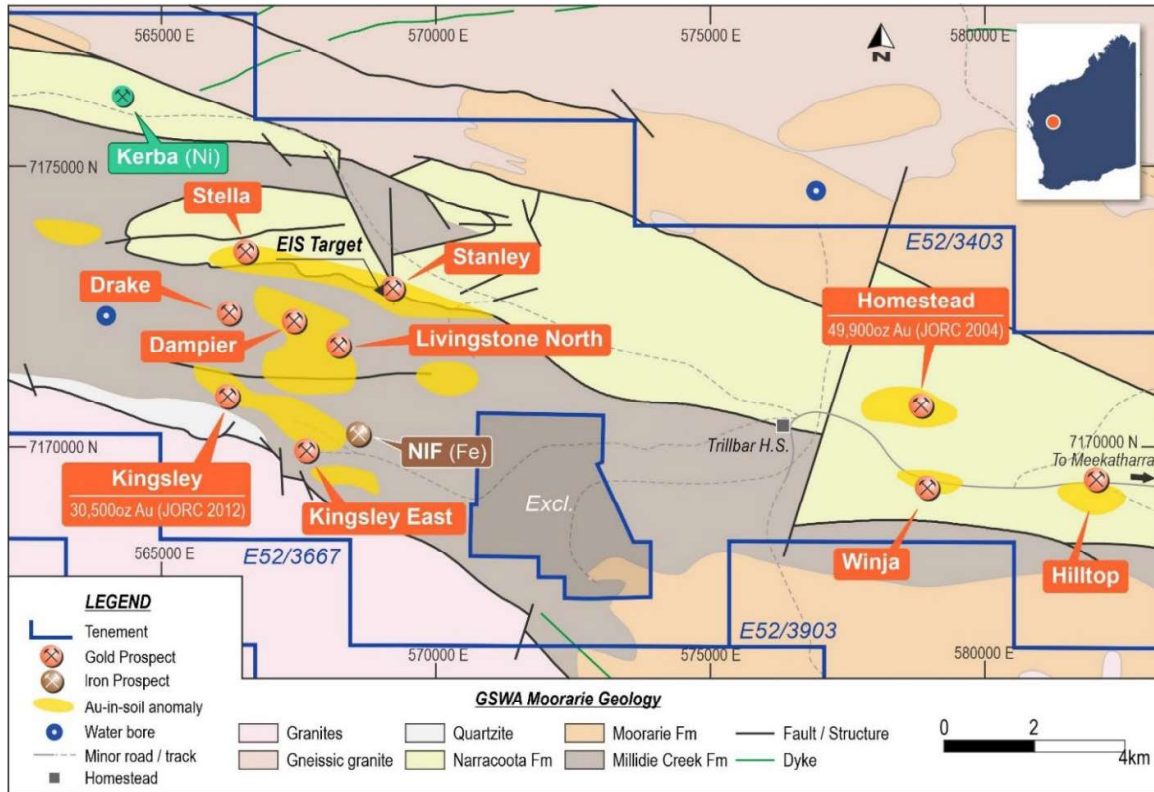 565000 E
570000 E
575000 E
580000 E
N
Kerba (Ni)
7175000 N
Stella
EIS Target
Stanley
E52/3403
Drake
Homestead
49,900oz Au (JORC 2004)
Dampier
Livingstone North
7170000 N
NIF (Fe)
Trillbar H.S.
7170000 N
To Meekatharra
Kingsley
30,500oz Au (JORC 2012)
Kingsley East
Excl.
Winja
Hilltop
565000 E
E52/3667
E52/3903
570000 E
575000 E
580000 E
LEGEND
Tenement
Gold Prospect
Iron Prospect
Au-in-soil anomaly
Water bore
Minor road / track
Homestead
GSWA Moorarie Geology
Granites
Quartzite
Moorarie Fm
Fault / Structure
Gneissic granite
Narracoota Fm
Millidie Creek Fm
Dyke
0
2
4km